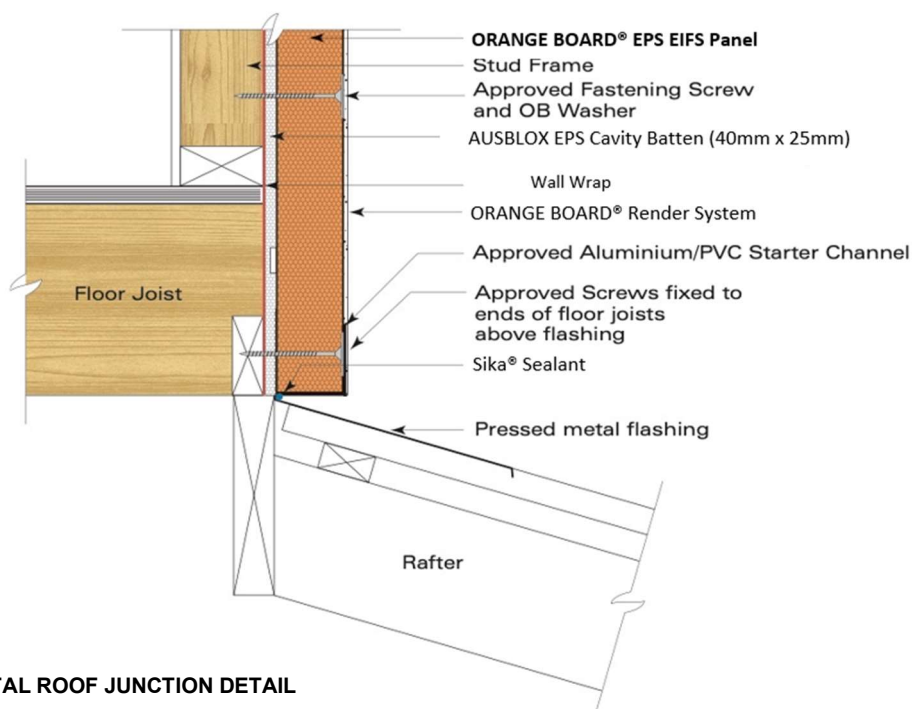 ORANGE BOARD® EPS EIFS Panel
Stud Frame
Approved Fastening Screw
and OB Washer
AUSBLOX EPS Cavity Batten (40mm x 25mm)
Wall Wrap
ORANGE BOARD® Render System
Approved Aluminium/PVC Starter Channel
Floor Joist
Approved Screws fixed to
ends of floor joists
above flashing
Sika® Sealant
Pressed metal flashing
Rafter
ROOF JUNCTION DETAIL